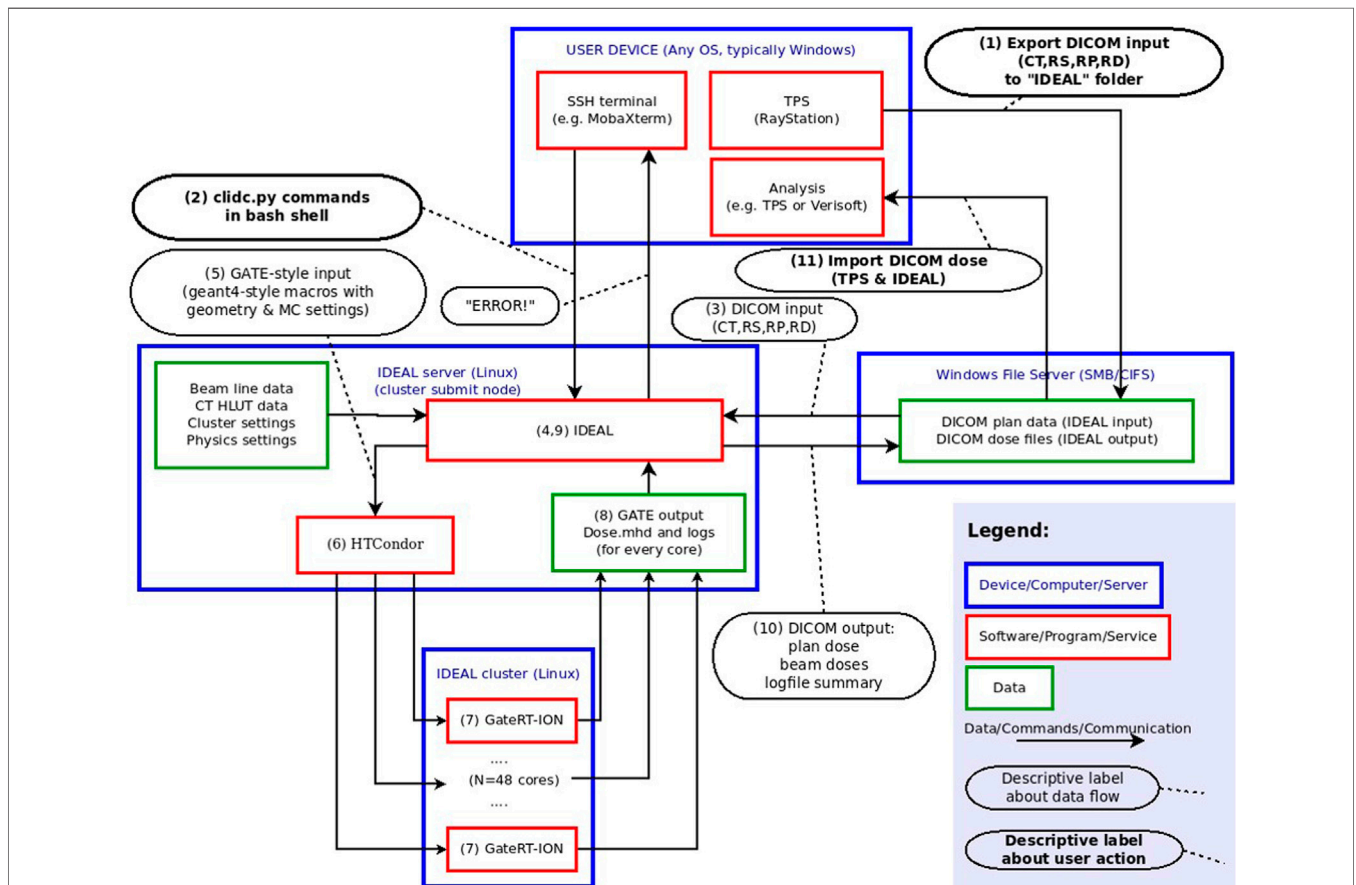 USER DEVICE (Any OS, typically Windows)
SSH terminal
(e.g. MobaXterm)
TPS
(RayStation)
Analysis
(e.g. TPS or Verisoft)
(1) Export DICOM input
(CT,RS,RP,RD)
to "IDEAL" folder
(2) clidc.py commands
in bash shell
(5) GATE-style input
(geant4-style macros with
geometry & MC settings)
"ERROR!"
(11) Import DICOM dose
(TPS & IDEAL)
(3) DICOM input
(CT,RS,RP,RD)
IDEAL server (Linux)
(cluster submit node)
Beam line data
CT HLUT data
Cluster settings
Physics settings
(4,9) IDEAL
Windows File Server (SMB/CIFS)
DICOM plan data (IDEAL input)
DICOM dose files (IDEAL output)
(6) HTCondor
(8) GATE output
Dose.mhd and logs
(for every core)
(10) DICOM output:
plan dose
beam doses
logfile summary
IDEAL cluster (Linux)
(7) GateRT-ION
....
(N=48 cores)
....
(7) GateRT-ION
Legend:
Device/Computer/Server
Software/Program/Service
Data
Data/Commands/Communication
Descriptive label
about data flow
Descriptive label
about user action